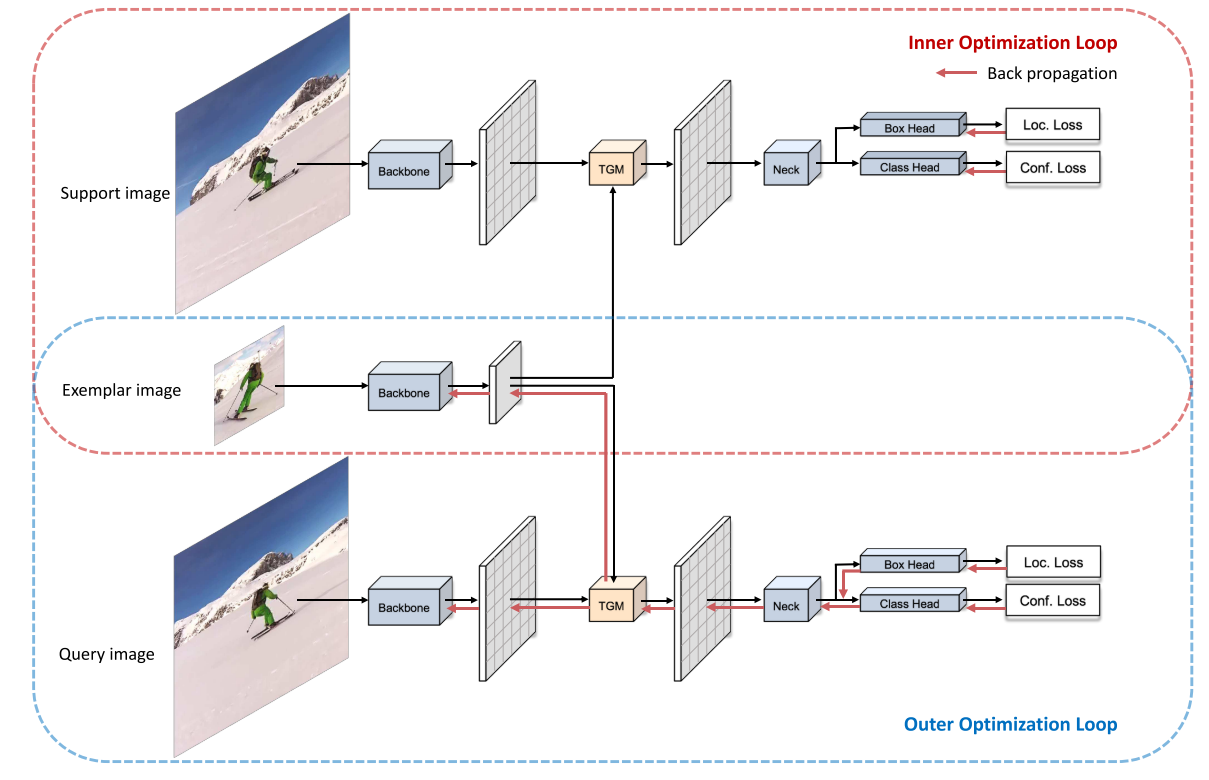 Inner Optimization Loop
Back propagation
Support image
Backbone
TGM
Neck
Box Head
Class Head
Loc. Loss
Conf. Loss
Exemplar image
Backbone
Query image
Backbone
TGM
Neck
Box Head
Class Head
Loc. Loss
Conf. Loss
Outer Optimization Loop